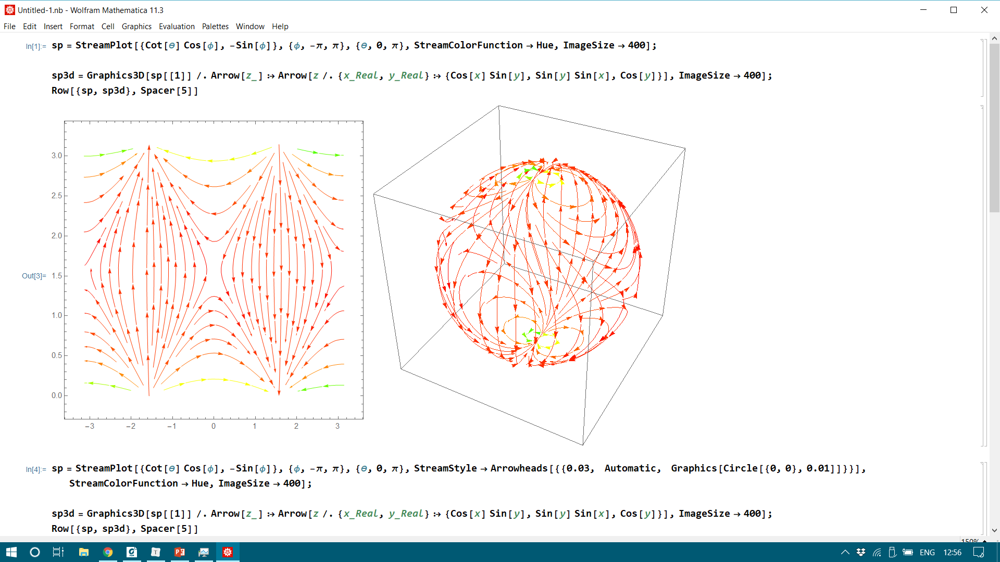 Untitled-1.nb - Wolfram Mathematica 11.3
File Edit Insert Format Cell Graphics Evaluation Palettes Window Help
In[1]:= sp = StreamPlot[{Cot[θ] Cos[ϕ], -Sin[ϕ]}, {ϕ, -π, π}, {θ, 0, π}, StreamColorFunction → Hue, ImageSize → 400];
sp3d = Graphics3D[sp[[1]] /. Arrow[z_] :→ Arrow[z /. {x_Real, y_Real} :→ {Cos[x] Sin[y], Sin[y] Sin[x], Cos[y]}], ImageSize → 400];
Row[{sp, sp3d}, Spacer[5]]
Out[3]=
3.0
2.5
2.0
1.5
1.0
0.5
0.0
-3 -2 -1 0 1 2 3
In[4]:= sp = StreamPlot[{Cot[θ] Cos[ϕ], -Sin[ϕ]}, {ϕ, -π, π}, {θ, 0, π}, StreamStyle → Arrowheads[{{0.03, Automatic, Graphics[Circle[{0, 0}, 0.01]]}}],
StreamColorFunction → Hue, ImageSize → 400];
sp3d = Graphics3D[sp[[1]] /. Arrow[z_] :→ Arrow[z /. {x_Real, y_Real} :→ {Cos[x] Sin[y], Sin[y] Sin[x], Cos[y]}], ImageSize → 400];
Row[{sp, sp3d}, Spacer[5]]
150%
ENG 12:56